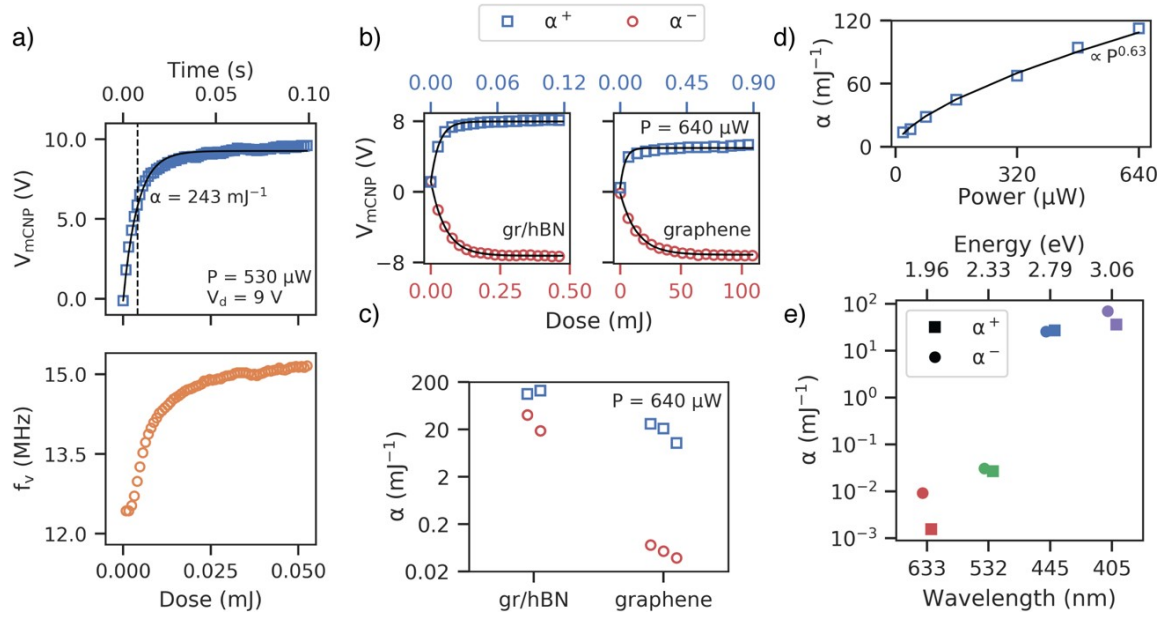 a)
Time (s)
0.00 0.05 0.10
10.0
5.0
0.0
V_mCNP (V)
α = 243 mJ⁻¹
P = 530 µW
V_d = 9 V
15.0
13.5
12.0
f_v (MHz)
0.000 0.025 0.050
Dose (mJ)
α⁺ α⁻
b)
0.00 0.06 0.12
0.00 0.45 0.90
8
0
−8
V_mCNP (V)
gr/hBN
P = 640 µW
graphene
0.00 0.25 0.50
0 50 100
Dose (mJ)
c)
200
20
2
0.2
0.02
α (mJ⁻¹)
P = 640 µW
gr/hBN graphene
d)
120
60
0
α (mJ⁻¹)
∝ P^0.63
0 320 640
Power (µW)
Energy (eV)
1.96 2.33 2.79 3.06
e)
10²
10¹
10⁰
10⁻¹
10⁻²
10⁻³
α (mJ⁻¹)
α⁺
α⁻
633 532 445 405
Wavelength (nm)